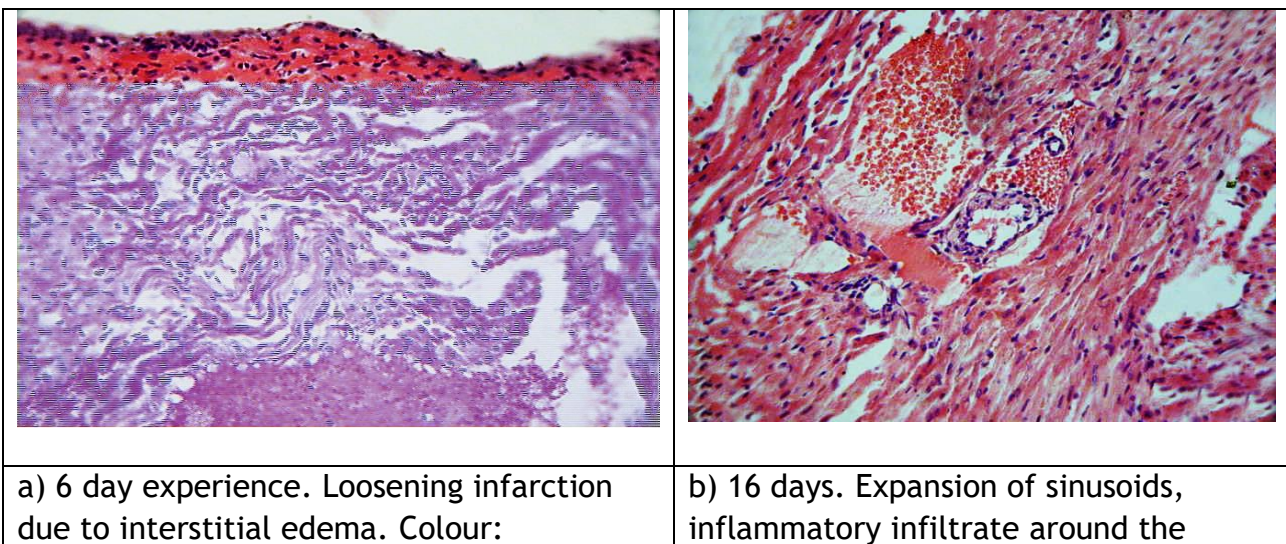 a) 6 day experience. Loosening infarction
due to interstitial edema. Colour:
b) 16 days. Expansion of sinusoids,
inflammatory infiltrate around the